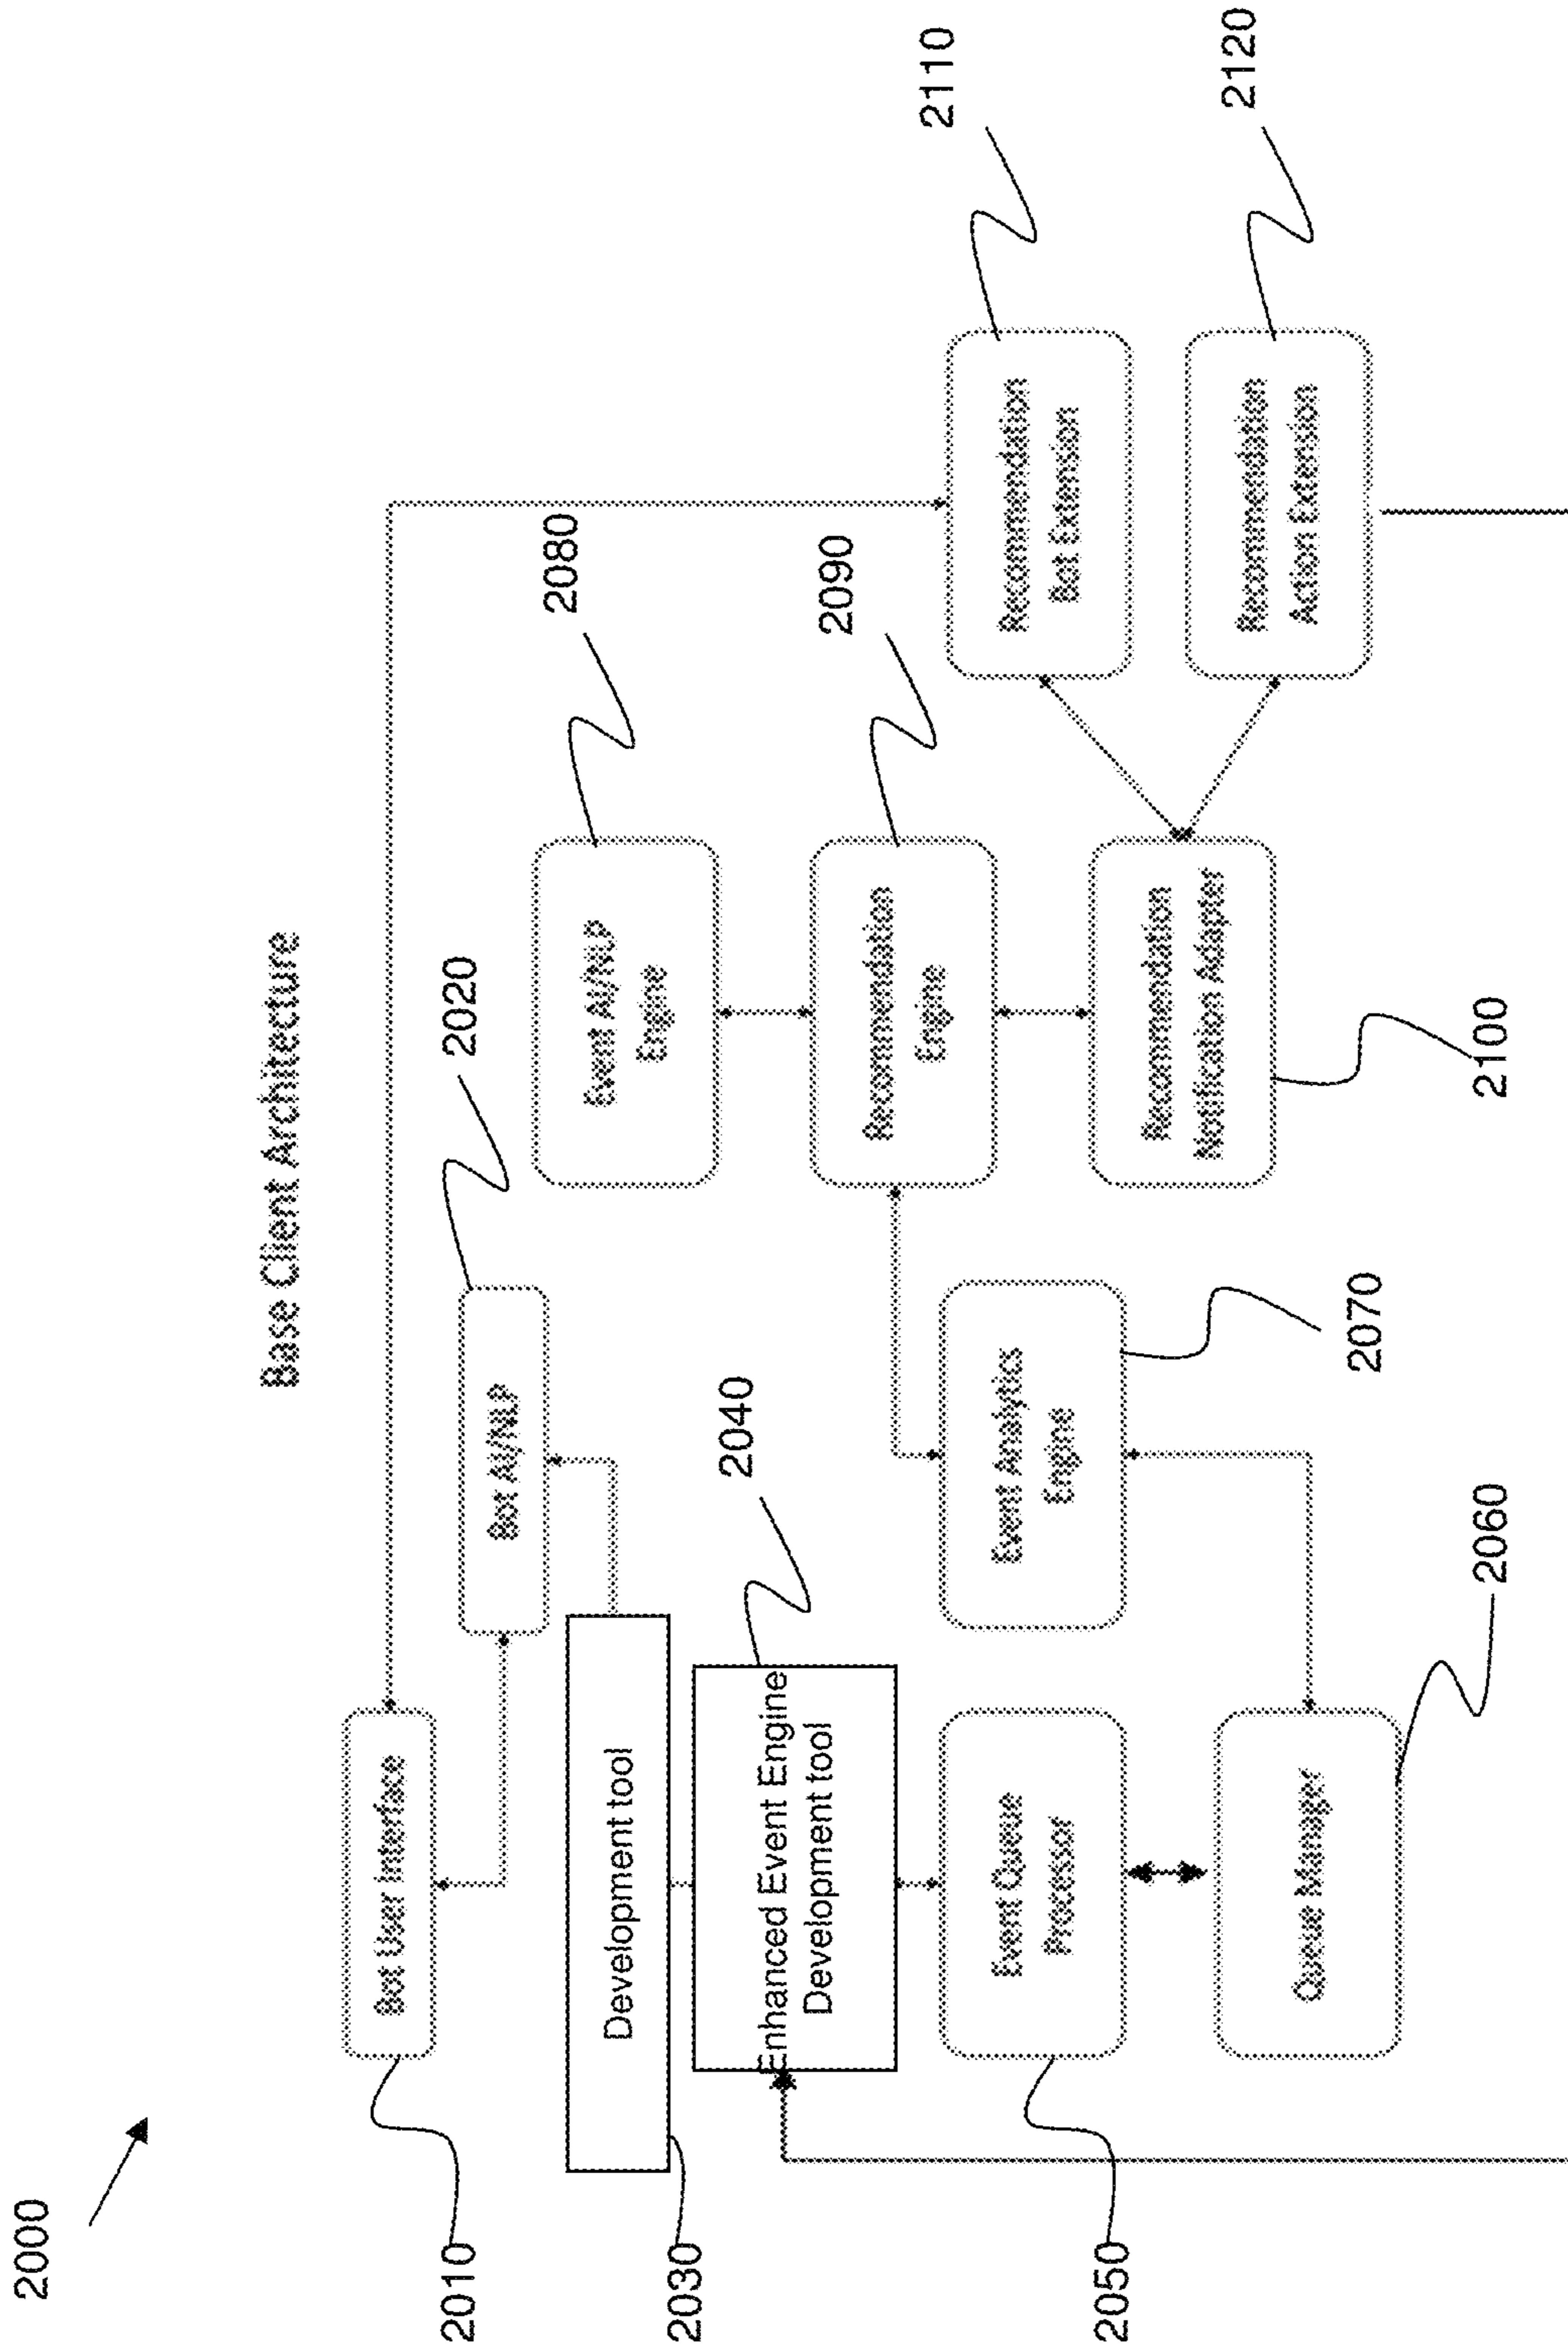 2000
Base Client Architecture
2010
Bot User Interface
2020
Bot AI/NLP
2030
Development tool
2040
Enhanced Event Engine
Development tool
2050
Event Queue
Processor
2060
Queue Manager
2070
Event Analytics
Engine
2080
Event AI/NLP
Engine
2090
Recommendation
Engine
2100
Recommendation
Notification Adapter
2110
Recommendation
Bot Extension
2120
Recommendation
Action Extension